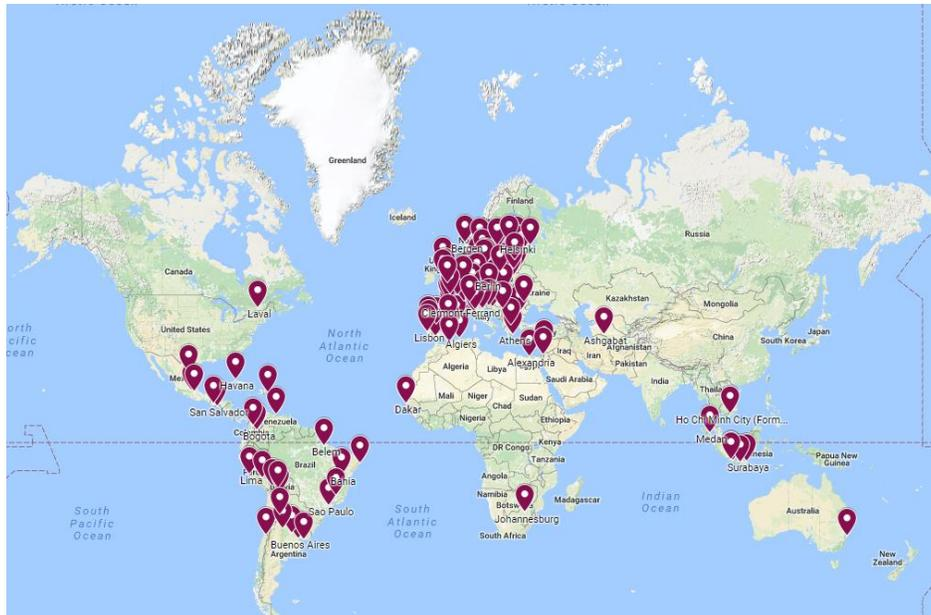 Greenland
Iceland
Finland
Russia
Canada
Laval
Bergen
Helsinki
Berlin
Ukraine
Kazakhstan
Mongolia
United States
Clermont-Ferrand
Italy
Lisbon
Algiers
Athens
Ashgabat
Afghanistan
China
Japan
South Korea
North
Atlantic
Ocean
Alexandria
Iraq
Iran
Pakistan
Algeria
Libya
Saudi Arabia
India
Thailand
Havana
Mali
Niger
Chad
Sudan
Dakar
San Salvador
Venezuela
Nigeria
Ethiopia
Ho Chi Minh City (Form...
Bogota
Belem
Kenya
DR Congo
Tanzania
Medan
Surabaya
Papua New
Guinea
Lima
Brazil
Bahia
Angola
Namibia
Botswana
Madagascar
Indian
Ocean
Australia
South
Pacific
Ocean
Sao Paulo
South
Atlantic
Ocean
Johannesburg
South Africa
Buenos Aires
Argentina
New
Zealand